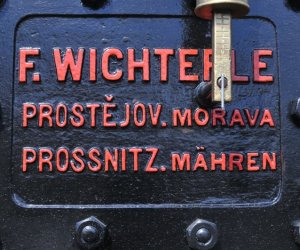 F. WICHTERLE
PROSTĚJOV. MORAVA
PROSSNITZ. MÄHREN